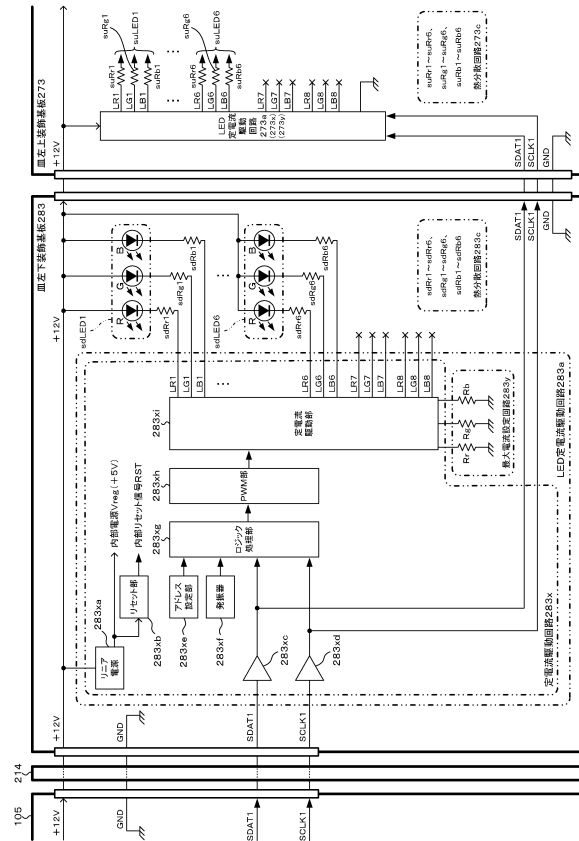 105
214
血左下装飾基板283
血左上装飾基板273
+12V
GND
SDAT1
SCLK1
+12V
GND
SDAT1
SCLK1
283xa
リニア
電源
内部電源Vreg(+5V)
内部リセット信号RST
リセット部
283xb
アドレス
設定部
283xe
発振器
283xf
283xc
283xd
283xg
ロジック
処理部
283xh
PWM部
283xi
定電流
駆動部
定電流駆動回路283x
LED定電流駆動回路283a
最大電流設定回路283y
Rr
Rg
Rb
LR1
LG1
LB1
...
LR6
LG6
LB6
LR7
LG7
LB7
LR8
LG8
LB8
+12V
sdLED1
R
G
B
sdRr1
sdRg1
sdRb1
...
sdLED6
R
G
B
sdRr6
sdRg6
sdRb6
sdRr1~sdRr6、
sdRg1~sdRg6、
sdRb1~sdRb6
熱分散回路283c
SDAT1
SCLK1
GND
+12V
LED
定電流
駆動
回路
273a
(273x)
(273y)
LR1
LG1
LB1
...
LR6
LG6
LB6
LR7
LG7
LB7
LR8
LG8
LB8
suRr1
suRg1
suRb1
suLED1
...
suRr6
suRg6
suRb6
suLED6
suRr1~suRr6、
suRg1~suRg6、
suRb1~suRb6
熱分散回路273c
SDAT1
SCLK1
GND